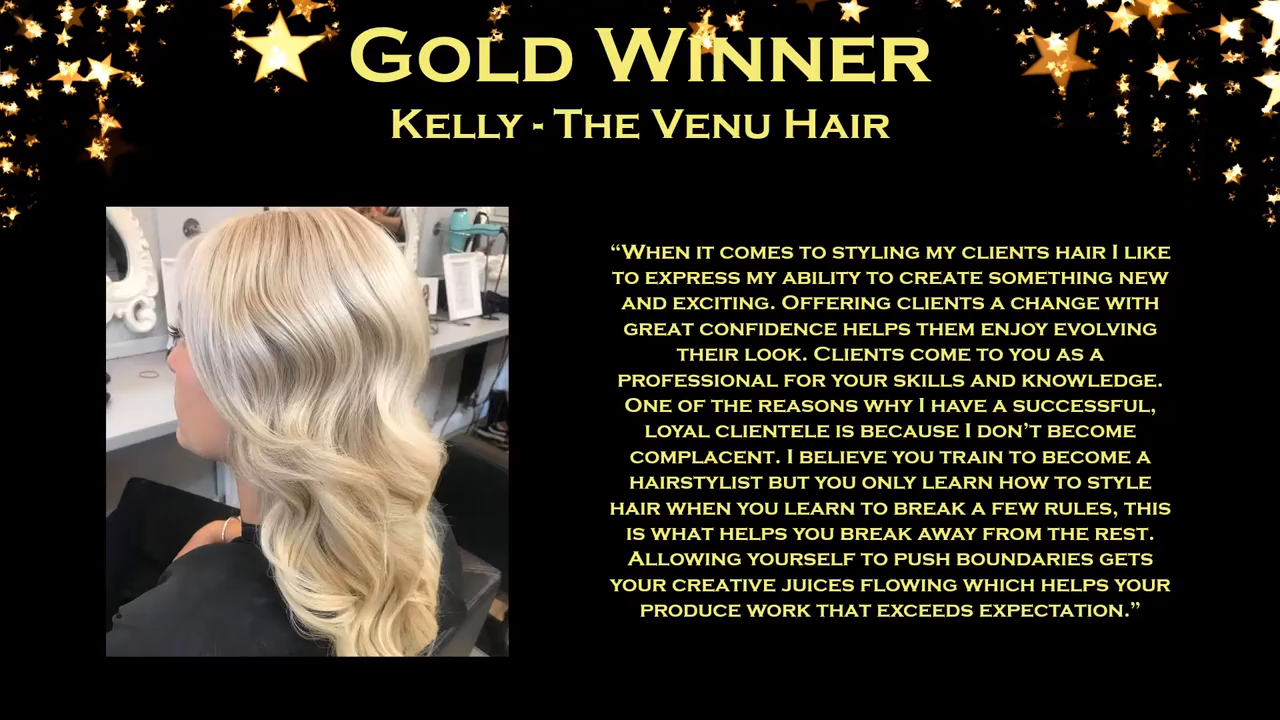 Gold Winner
Kelly - The Venu Hair
“When it comes to styling my clients hair I like
to express my ability to create something new
and exciting. Offering clients a change with
great confidence helps them enjoy evolving
their look. Clients come to you as a
professional for your skills and knowledge.
One of the reasons why I have a successful,
loyal clientele is because I don’t become
complacent. I believe you train to become a
hairstylist but you only learn how to style
hair when you learn to break a few rules, this
is what helps you break away from the rest.
Allowing yourself to push boundaries gets
your creative juices flowing which helps your
produce work that exceeds expectation.”